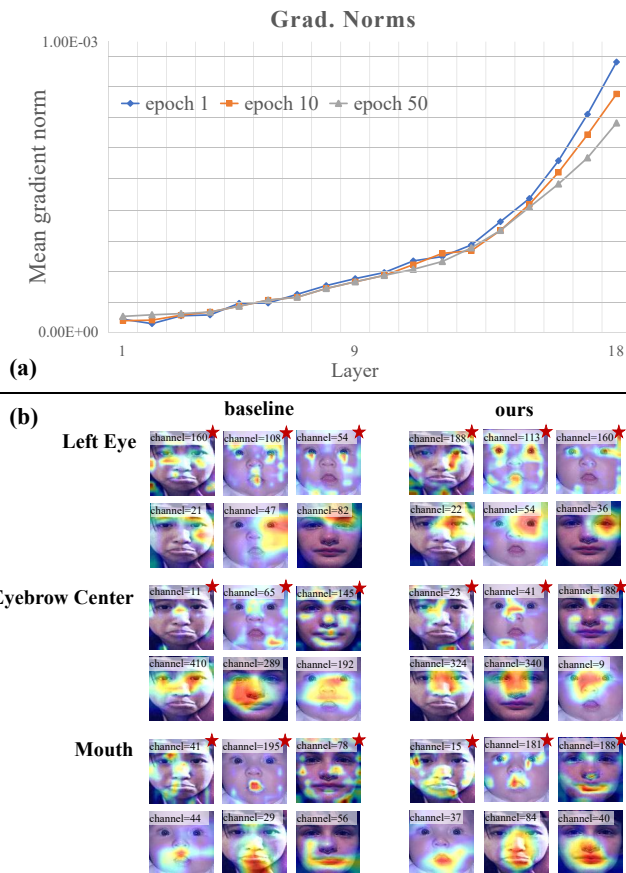 Grad. Norms
1.00E-03
epoch 1 epoch 10 epoch 50
Mean gradient norm
0.00E+00
1 9 18
Layer
(a)
(b)
baseline ours
Left Eye
channel=160 channel=108 channel=54 channel=188 channel=113 channel=160
channel=21 channel=47 channel=82 channel=22 channel=54 channel=36
Eyebrow Center
channel=11 channel=65 channel=145 channel=23 channel=41 channel=188
channel=410 channel=289 channel=192 channel=324 channel=340 channel=9
Mouth
channel=41 channel=195 channel=78 channel=15 channel=181 channel=188
channel=44 channel=29 channel=56 channel=37 channel=84 channel=40